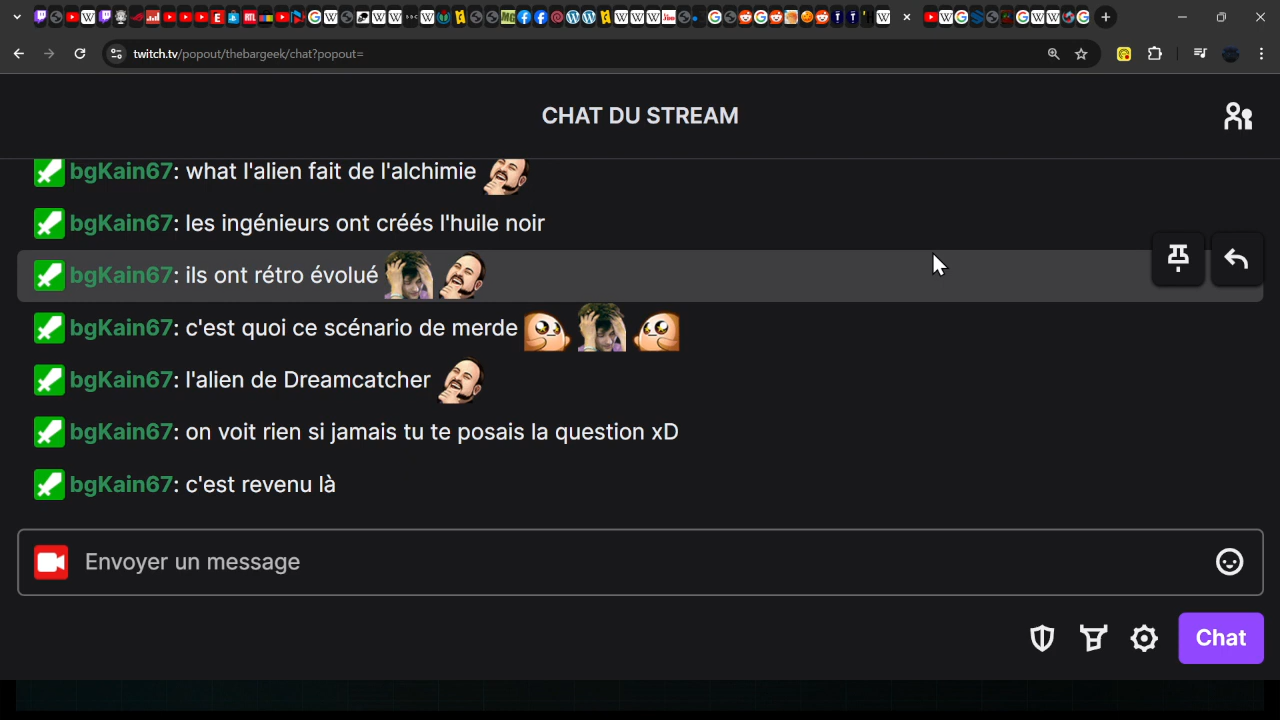 twitch.tv/popout/thebargeek/chat?popout=
CHAT DU STREAM
bgKain67: what l'alien fait de l'alchimie
bgKain67: les ingénieurs ont créés l'huile noir
bgKain67: ils ont rétro évolué
bgKain67: c'est quoi ce scénario de merde
bgKain67: l'alien de Dreamcatcher
bgKain67: on voit rien si jamais tu te posais la question xD
bgKain67: c'est revenu là
Envoyer un message
Chat